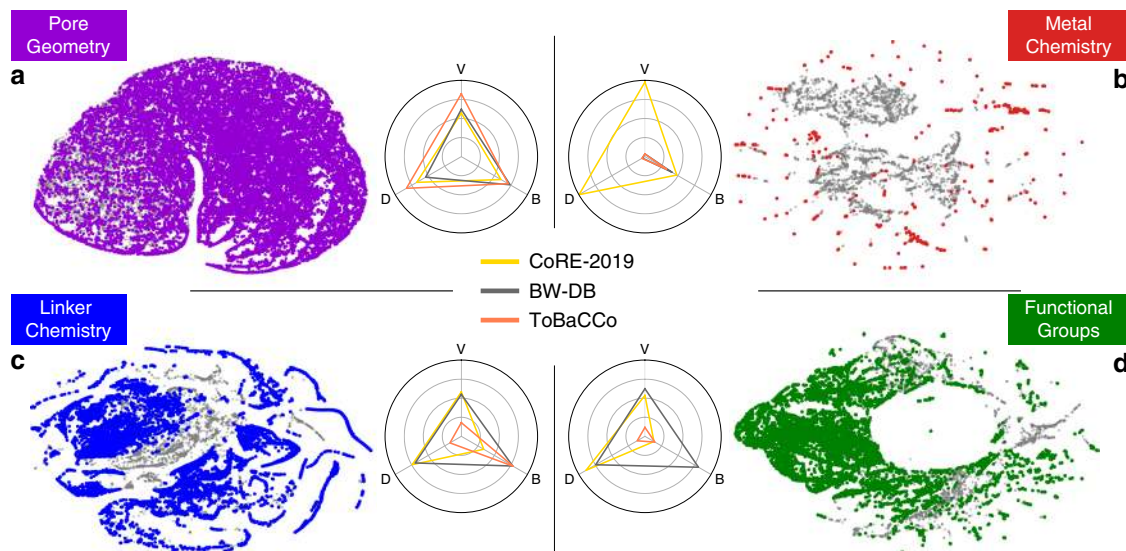 Pore
Geometry
a
V
D
B
V
D
B
Metal
Chemistry
b
CoRE-2019
BW-DB
ToBaCCo
Linker
Chemistry
c
V
D
B
V
D
B
Functional
Groups
d